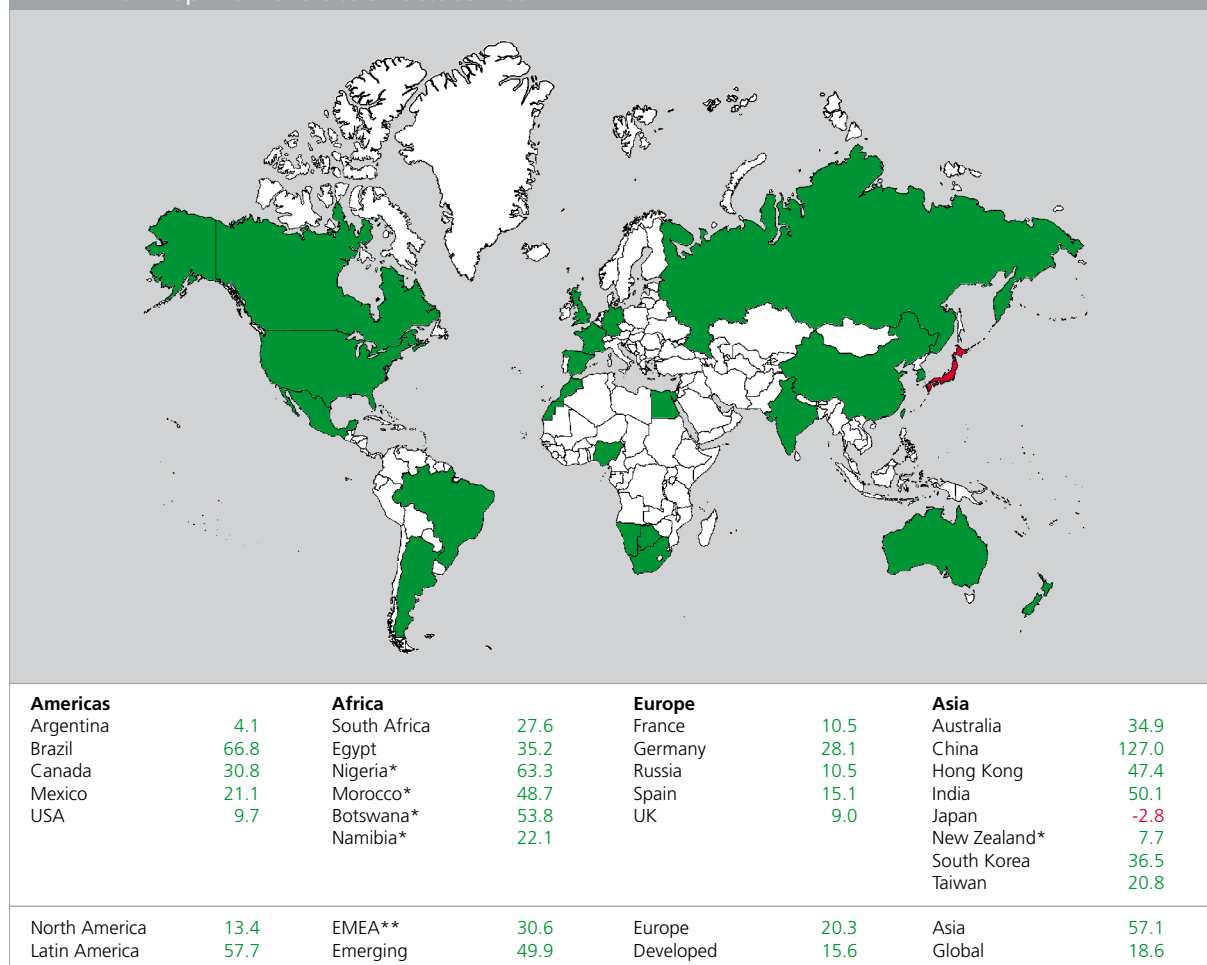 Americas Africa Europe Asia
Argentina 4.1 South Africa 27.6 France 10.5 Australia 34.9
Brazil 66.8 Egypt 35.2 Germany 28.1 China 127.0
Canada 30.8 Nigeria* 63.3 Russia 10.5 Hong Kong 47.4
Mexico 21.1 Morocco* 48.7 Spain 15.1 India 50.1
USA 9.7 Botswana* 53.8 UK 9.0 Japan -2.8
Namibia* 22.1 New Zealand* 7.7
South Korea 36.5
Taiwan 20.8
North America 13.4 EMEA** 30.6 Europe 20.3 Asia 57.1
Latin America 57.7 Emerging 49.9 Developed 15.6 Global 18.6